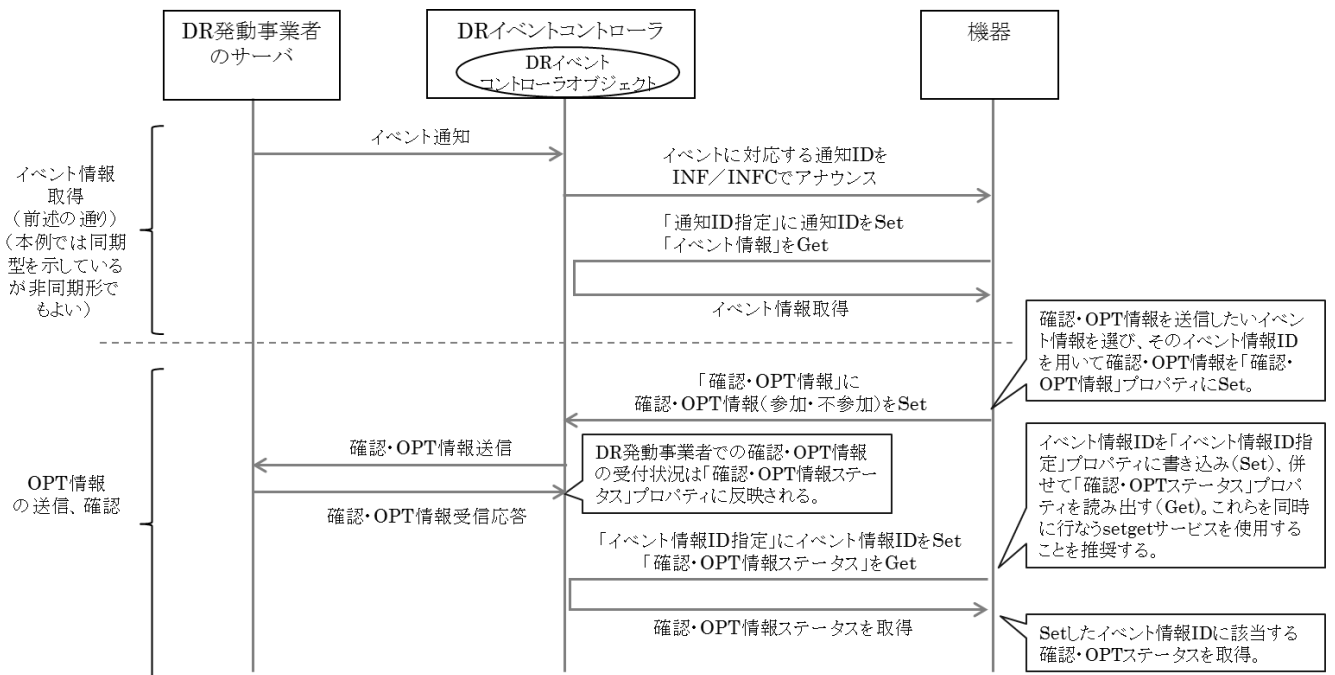 DR発動事業者
のサーバ
DRイベントコントローラ
DRイベント
コントローラオブジェクト
機器
イベント情報
取得
（前述の通り）
（本例では同期
型を示している
が非同期形で
もよい）
イベント通知
イベントに対応する通知IDを
INF／INFCでアナウンス
「通知ID指定」に通知IDをSet
「イベント情報」をGet
イベント情報取得
確認・OPT情報を送信したいイベン
ト情報を選び、そのイベント情報ID
を用いて確認・OPT情報を「確認・
OPT情報」プロパティにSet。
OPT情報
の送信、確認
「確認・OPT情報」に
確認・OPT情報（参加・不参加）をSet
確認・OPT情報送信
DR発動事業者での確認・OPT情報
の受付状況は「確認・OPT情報ステー
タス」プロパティに反映される。
確認・OPT情報受信応答
イベント情報IDを「イベント情報ID指
定」プロパティに書き込み（Set）、併
せて「確認・OPTステータス」プロパ
ティを読み出す（Get）。これらを同時
に行なうsetgetサービスを使用する
ことを推奨する。
「イベント情報ID指定」にイベント情報IDをSet
「確認・OPT情報ステータス」をGet
確認・OPT情報ステータスを取得
Setしたイベント情報IDに該当する
確認・OPTステータスを取得。